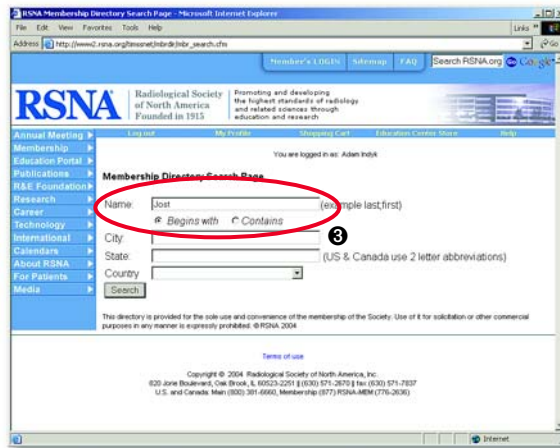 RSNA Membership Directory Search Page - Microsoft Internet Explorer
File Edit View Favorites Tools Help
Links
Address http://www2.rsna.org/timssnet/mbrdir/mbr_search.cfm
Go
Member's LOGIN Sitemap FAQ Search RSNA.org Google
RSNA
Radiological Society
of North America
Founded in 1915
Promoting and developing
the highest standards of radiology
and related sciences through
education and research
Annual Meeting
Membership
Education Portal
Publications
R&E Foundation
Research
Career
Technology
International
Calendars
About RSNA
For Patients
Media
Log out My Profile Shopping Cart Education Center Store Help
You are logged in as: Adam Indyk
Membership Directory Search Page
Name: Jost (example last,first)
Begins with Contains
City:
3
State: (US & Canada use 2 letter abbreviations)
Country
Search
This directory is provided for the sole use and convenience of the membership of the Society. Use of it for solicitation or other commercial
purposes in any manner is expressly prohibited. © RSNA 2004
Terms of use
Copyright © 2004 Radiological Society of North America, Inc.
820 Jorie Boulevard, Oak Brook, IL 60523-2251 || (630) 571-2670 || fax (630) 571-7837
U.S. and Canada: Main (800) 381-6660, Membership (877) RSNA-MEM (776-2636)
Internet